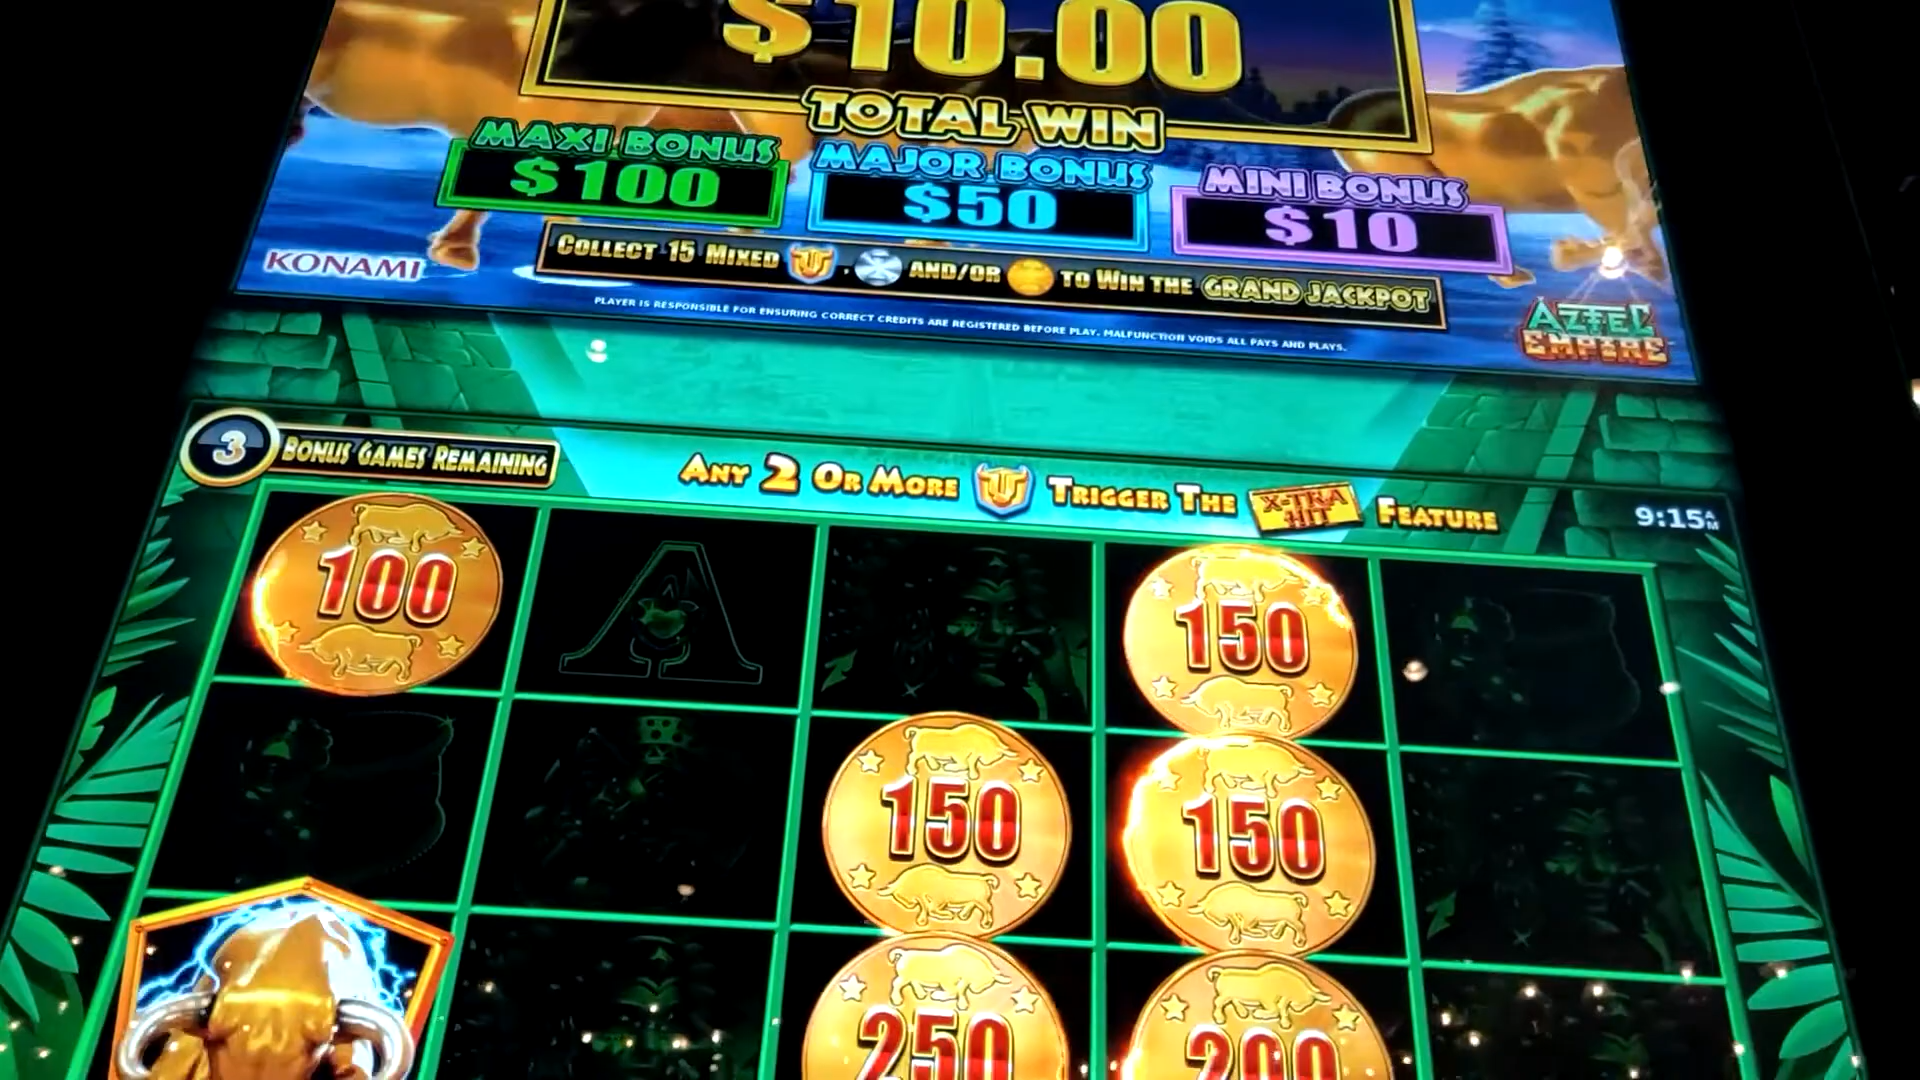 $10.00
TOTAL WIN
MAXI BONUS
$100
MAJOR BONUS
$50
MINI BONUS
$10
KONAMI
COLLECT 15 MIXED , AND/OR TO WIN THE GRAND JACKPOT
PLAYER IS RESPONSIBLE FOR ENSURING CORRECT CREDITS ARE REGISTERED BEFORE PLAY. MALFUNCTION VOIDS ALL PAYS AND PLAYS.
AZTEC
EMPIRE
3 BONUS GAMES REMAINING
ANY 2 OR MORE TRIGGER THE X-TRA HIT FEATURE
9:15 AM
100
A
150
150
150
250
200